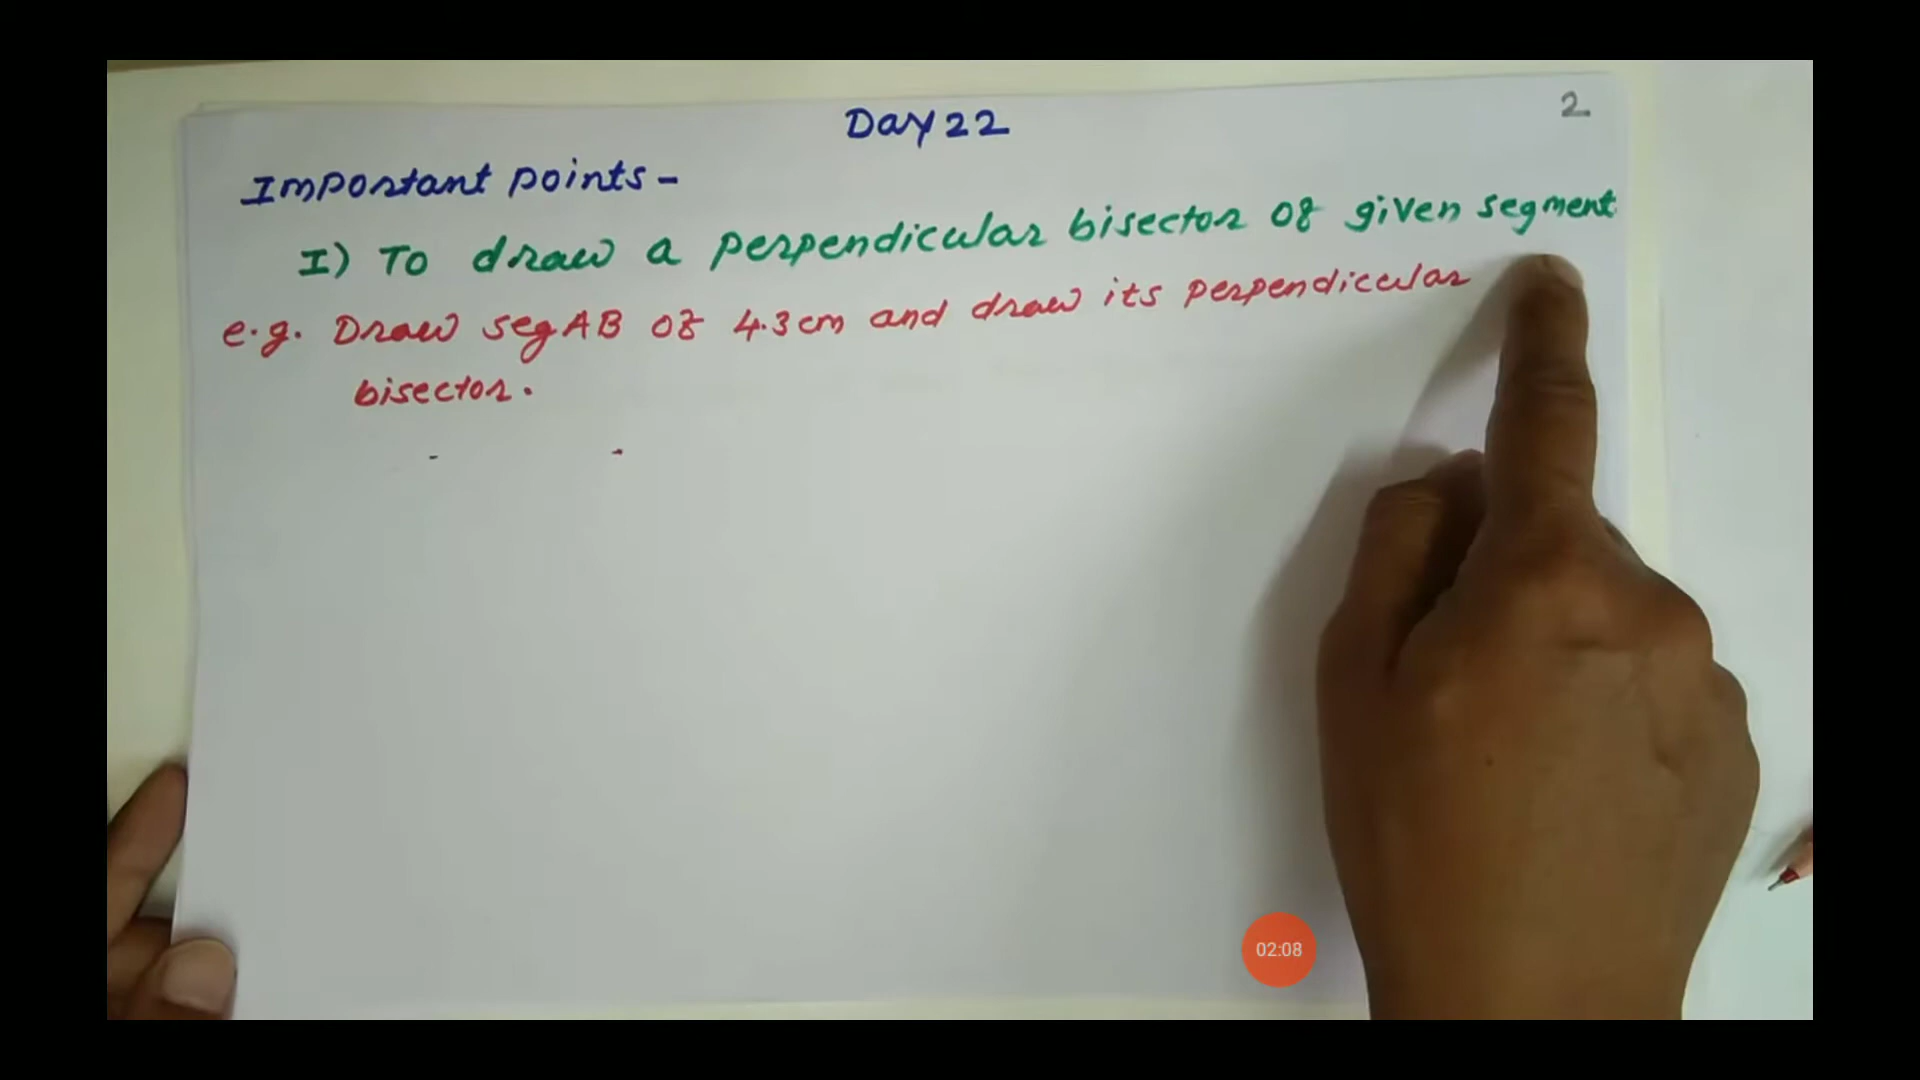 Day 22
2
Important points -
I) To draw a perpendicular bisector of given segment
e.g. Draw seg AB of 4.3 cm and draw its perpendicular
bisector.
02:08